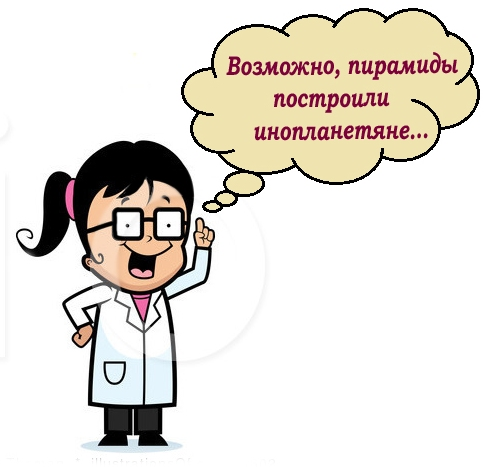 Возможно, пирамиды
построили
инопланетяне...